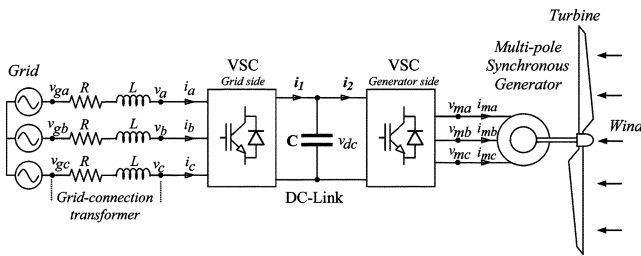 Turbine
Grid
VSC
Grid side
VSC
Generator side
Multi-pole
Synchronous
Generator
Wind
v_ga R L v_a i_a
v_gb R L v_b i_b
v_gc R L v_c i_c
i_1 i_2
C v_dc
DC-Link
v_ma i_ma
v_mb i_mb
v_mc i_mc
Grid-connection
transformer